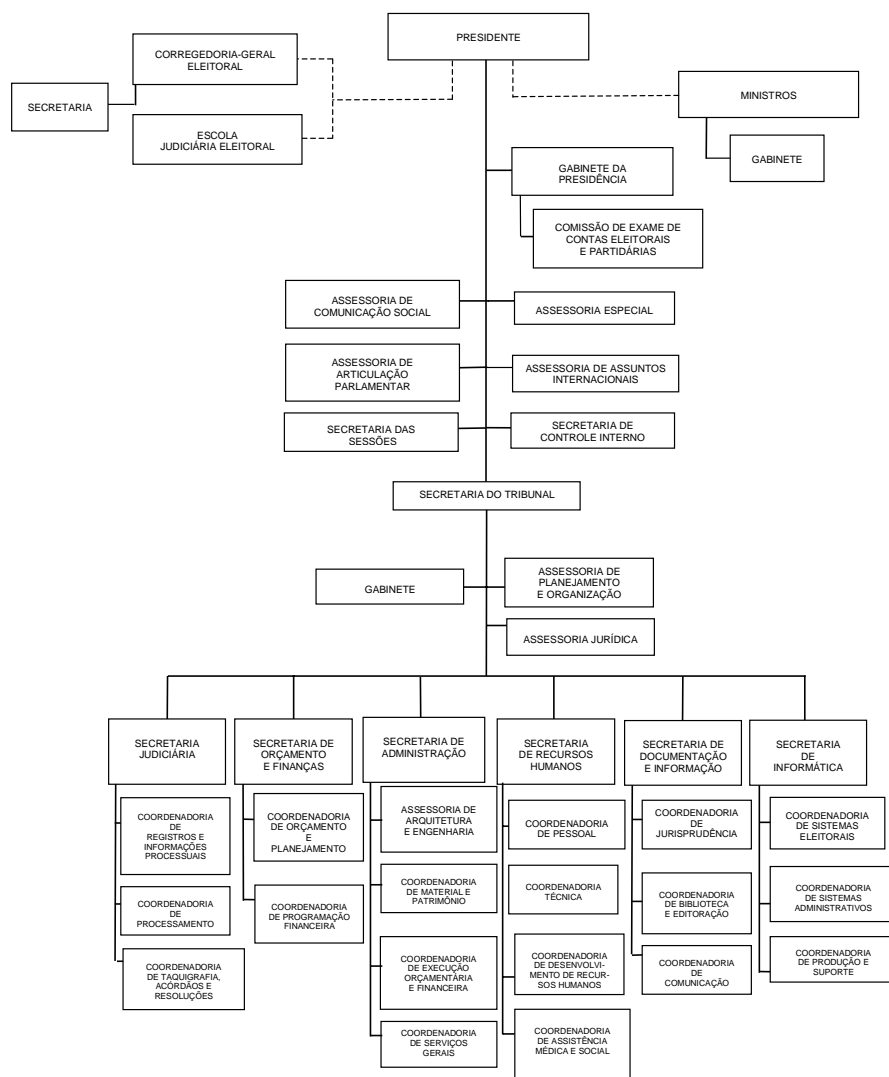 PRESIDENTE
CORREGEDORIA-GERAL
ELEITORAL
SECRETARIA
ESCOLA
JUDICIÁRIA ELEITORAL
MINISTROS
GABINETE
GABINETE DA
PRESIDÊNCIA
COMISSÃO DE EXAME DE
CONTAS ELEITORAIS
E PARTIDÁRIAS
ASSESSORIA DE
COMUNICAÇÃO SOCIAL
ASSESSORIA ESPECIAL
ASSESSORIA DE
ARTICULAÇÃO
PARLAMENTAR
ASSESSORIA DE ASSUNTOS
INTERNACIONAIS
SECRETARIA DAS
SESSÕES
SECRETARIA DE
CONTROLE INTERNO
SECRETARIA DO TRIBUNAL
GABINETE
ASSESSORIA DE
PLANEJAMENTO
E ORGANIZAÇÃO
ASSESSORIA JURÍDICA
SECRETARIA
JUDICIÁRIA
COORDENADORIA
DE
REGISTROS E
INFORMAÇÕES
PROCESSUAIS
COORDENADORIA
DE
PROCESSAMENTO
COORDENADORIA
DE TAQUIGRAFIA,
ACÓRDÃOS E
RESOLUÇÕES
SECRETARIA DE
ORÇAMENTO
E FINANÇAS
COORDENADORIA
DE ORÇAMENTO
E
PLANEJAMENTO
COORDENADORIA
DE PROGRAMAÇÃO
FINANCEIRA
SECRETARIA DE
ADMINISTRAÇÃO
ASSESSORIA DE
ARQUITETURA
E ENGENHARIA
COORDENADORIA
DE MATERIAL E
PATRIMÔNIO
COORDENADORIA
DE EXECUÇÃO
ORÇAMENTÁRIA
E FINANCEIRA
COORDENADORIA
DE SERVIÇOS
GERAIS
SECRETARIA
DE RECURSOS
HUMANOS
COORDENADORIA
DE PESSOAL
COORDENADORIA
TÉCNICA
COORDENADORIA
DE DESENVOLVI-
MENTO DE RECUR-
SOS HUMANOS
COORDENADORIA
DE ASSISTÊNCIA
MÉDICA E SOCIAL
SECRETARIA DE
DOCUMENTAÇÃO
E INFORMAÇÃO
COORDENADORIA
DE
JURISPRUDÊNCIA
COORDENADORIA
DE BIBLIOTECA
E EDITORAÇÃO
COORDENADORIA
DE
COMUNICAÇÃO
SECRETARIA
DE
INFORMÁTICA
COORDENADORIA
DE SISTEMAS
ELEITORAIS
COORDENADORIA
DE SISTEMAS
ADMINISTRATIVOS
COORDENADORIA
DE PRODUÇÃO E
SUPORTE